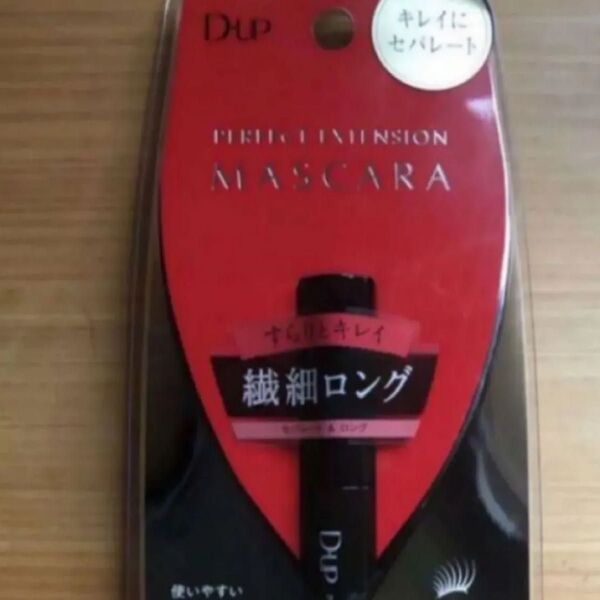 D-UP
キレイに
セパレート
PERFECT EXTENSION
MASCARA
すらりとキレイ
繊細ロング
セパレート & ロング
D-UP
使いやすい